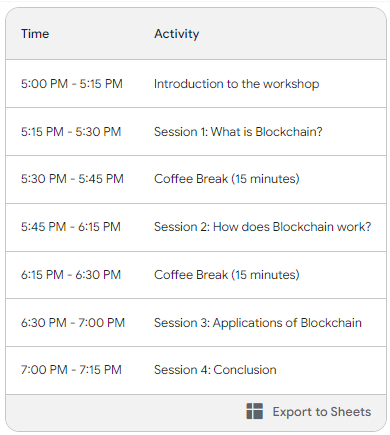 Time Activity
5:00 PM - 5:15 PM Introduction to the workshop
5:15 PM - 5:30 PM Session 1: What is Blockchain?
5:30 PM - 5:45 PM Coffee Break (15 minutes)
5:45 PM - 6:15 PM Session 2: How does Blockchain work?
6:15 PM - 6:30 PM Coffee Break (15 minutes)
6:30 PM - 7:00 PM Session 3: Applications of Blockchain
7:00 PM - 7:15 PM Session 4: Conclusion
Export to Sheets